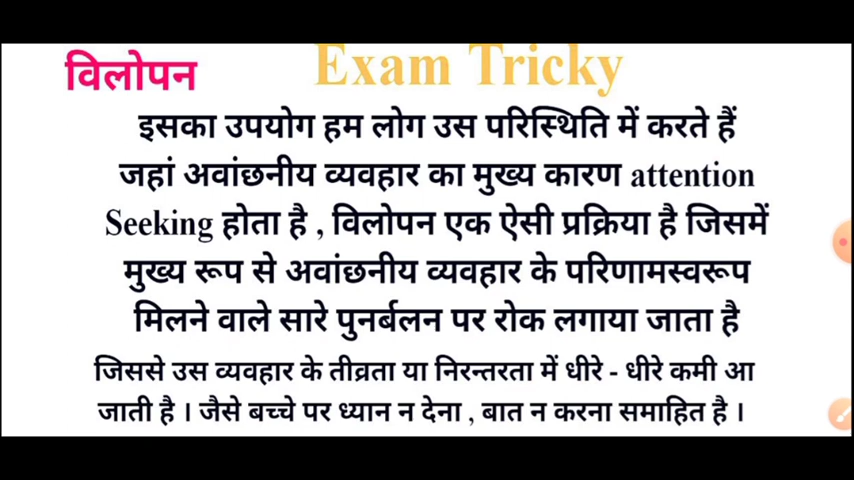 Exam Tricky
विलोपन
इसका उपयोग हम लोग उस परिस्थिति में करते हैं
जहां अवांछनीय व्यवहार का मुख्य कारण attention
Seeking होता है , विलोपन एक ऐसी प्रक्रिया है जिसमें
मुख्य रूप से अवांछनीय व्यवहार के परिणामस्वरूप
मिलने वाले सारे पुनर्बलन पर रोक लगाया जाता है
जिससे उस व्यवहार के तीव्रता या निरन्तरता में धीरे - धीरे कमी आ
जाती है । जैसे बच्चे पर ध्यान न देना , बात न करना समाहित है ।